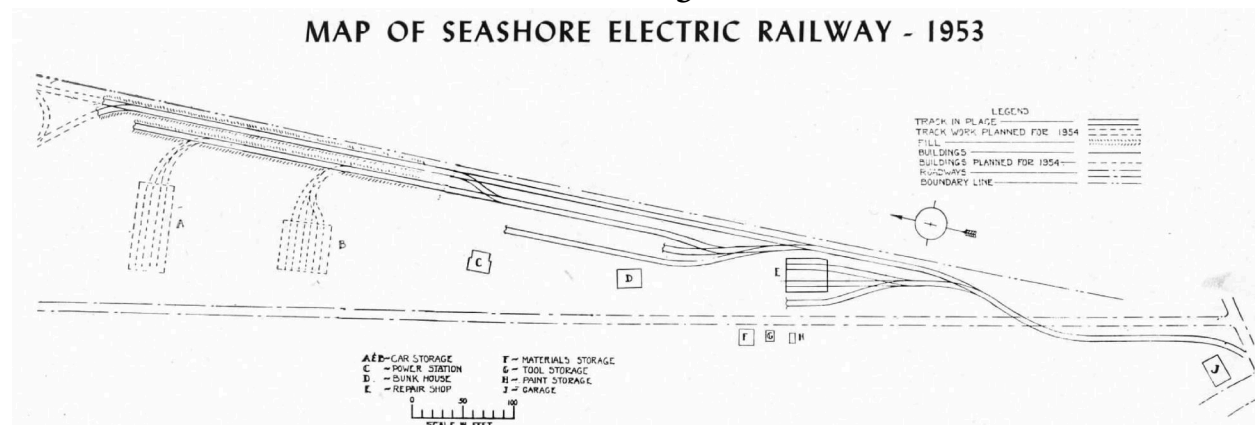 MAP OF SEASHORE ELECTRIC RAILWAY - 1953
LEGEND
TRACK IN PLACE
TRACK WORK PLANNED FOR 1954
FILL
BUILDINGS
BUILDINGS PLANNED FOR 1954
ROADWAYS
BOUNDARY LINE
A
B
C
D
E
F
G
H
J
A&B-CAR STORAGE
C -POWER STATION
D - BUNK HOUSE
E - REPAIR SHOP
F - MATERIALS STORAGE
G - TOOL STORAGE
H - PAINT STORAGE
J - GARAGE
0 50 100
SCALE IN FEET